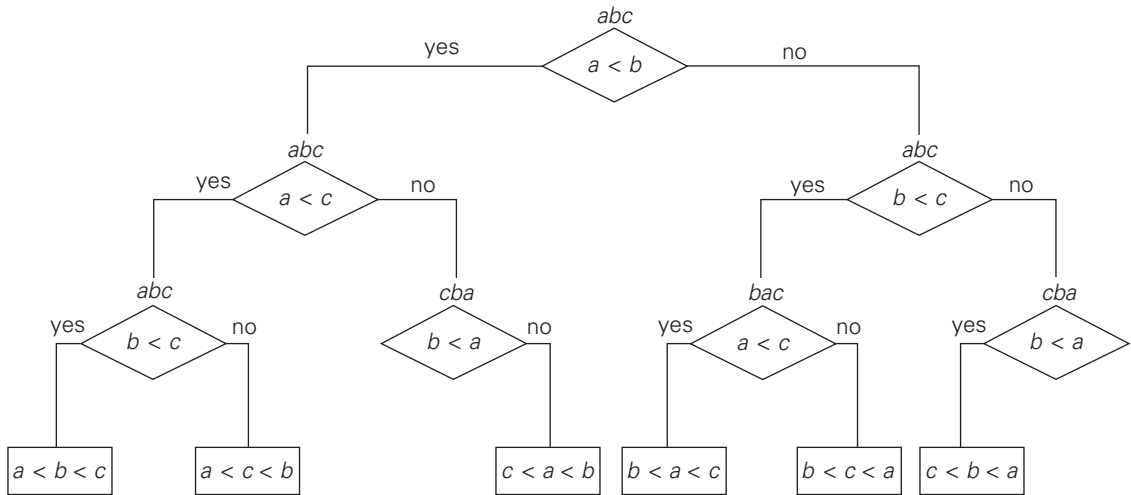 abc
yes
a < b
no
abc
abc
yes
a < c
no
yes
b < c
no
abc
cba
bac
cba
yes
b < c
no
b < a
no
yes
a < c
no
yes
b < a
a < b < c
a < c < b
c < a < b
b < a < c
b < c < a
c < b < a